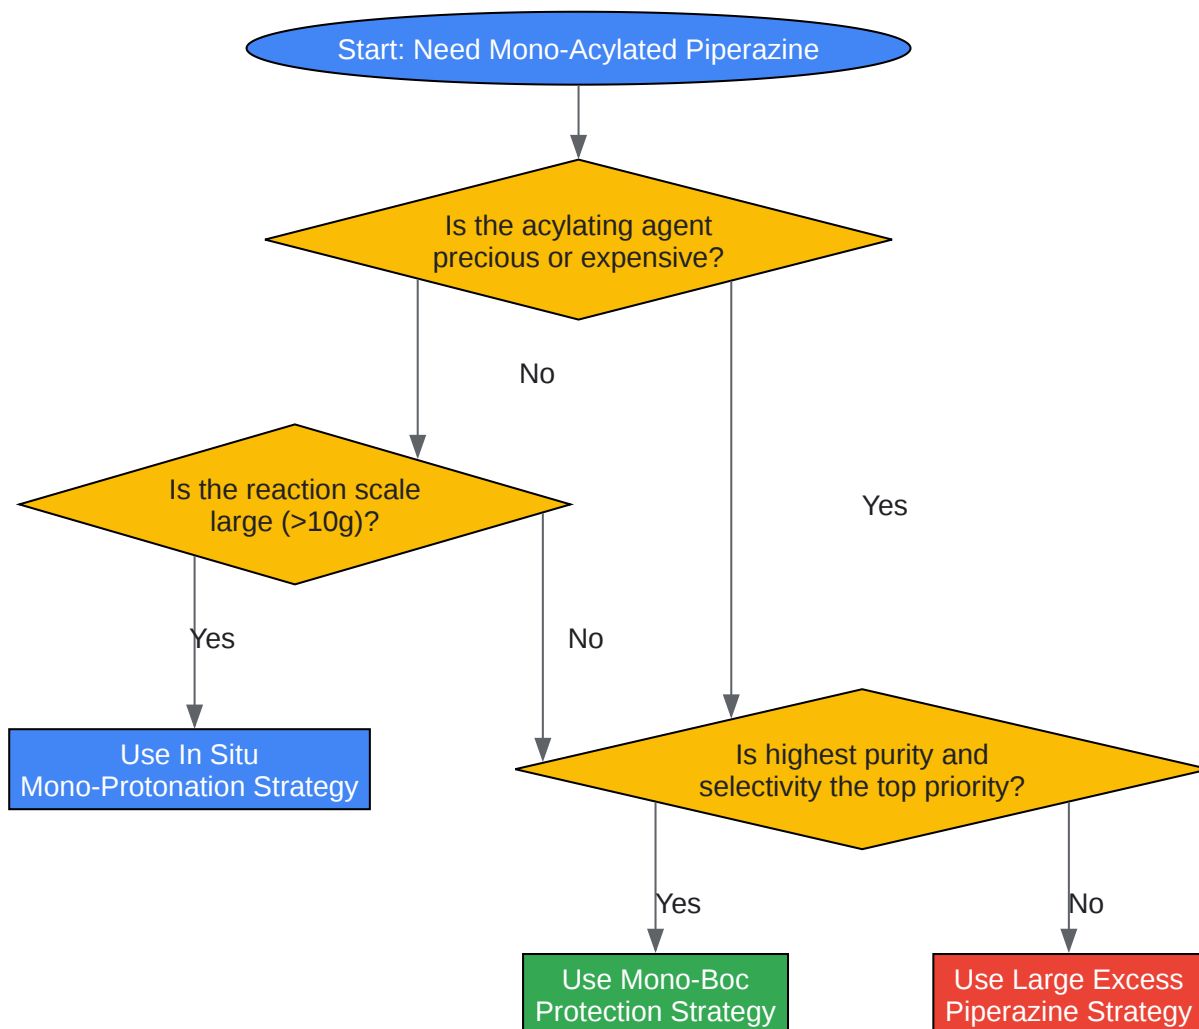 Start: Need Mono-Acylated Piperazine
Is the acylating agent
precious or expensive?
No
Is the reaction scale
large (>10g)?
Yes
Yes
No
Use In Situ
Mono-Protonation Strategy
Is highest purity and
selectivity the top priority?
Yes
No
Use Mono-Boc
Protection Strategy
Use Large Excess
Piperazine Strategy